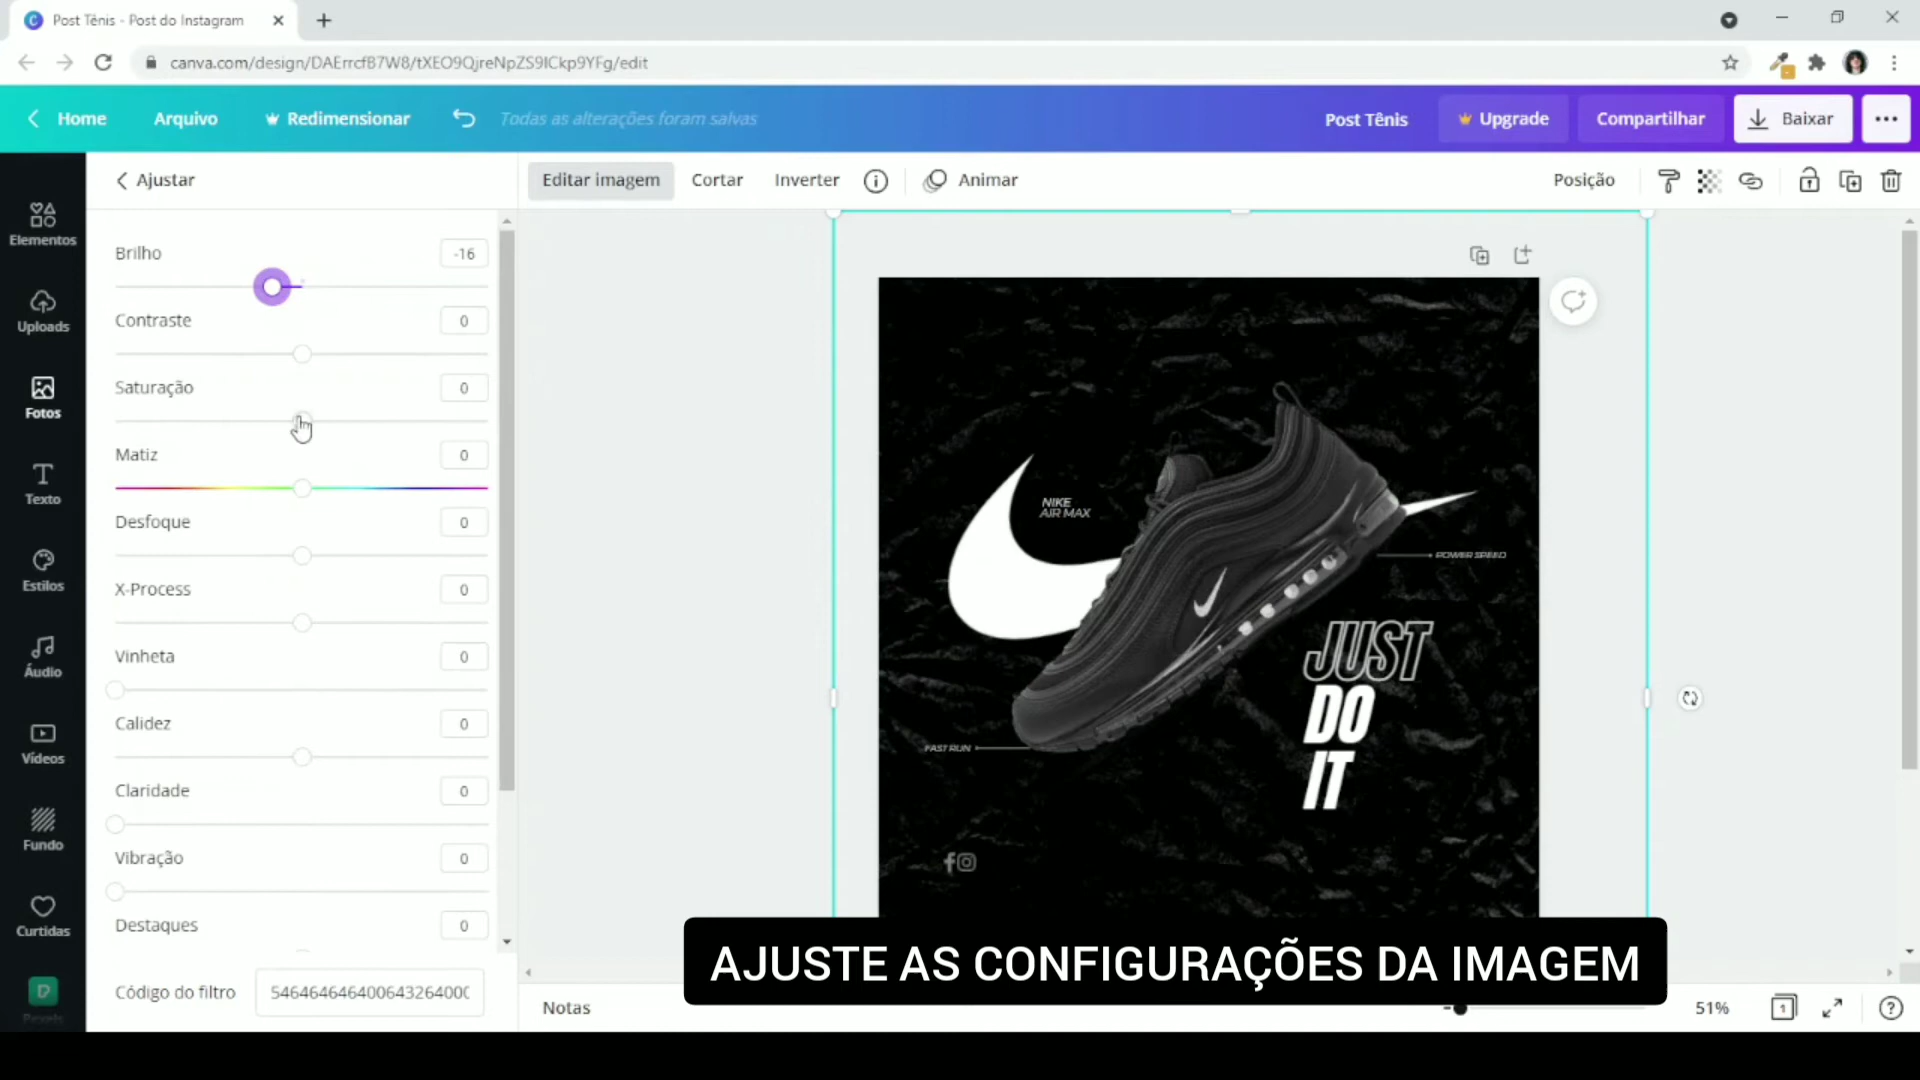 Post Tênis - Post do Instagram
canva.com/design/DAErrcfB7W8/tXEO9QjreNpZS9ICkp9YFg/edit
Home
Arquivo
Redimensionar
Todas as alterações foram salvas
Post Tênis
Upgrade
Compartilhar
Baixar
Ajustar
Editar imagem
Cortar
Inverter
Animar
Posição
Elementos
Uploads
Fotos
Texto
Estilos
Áudio
Vídeos
Fundo
Curtidas
Pexels
Brilho -16
Contraste 0
Saturação 0
Matiz 0
Desfoque 0
X-Process 0
Vinheta 0
Calidez 0
Claridade 0
Vibração 0
Destaques 0
Código do filtro 54646464640064326400(
NIKE
AIR MAX
POWER SPEED
JUST
DO
IT
FAST RUN
AJUSTE AS CONFIGURAÇÕES DA IMAGEM
Notas
51%
1